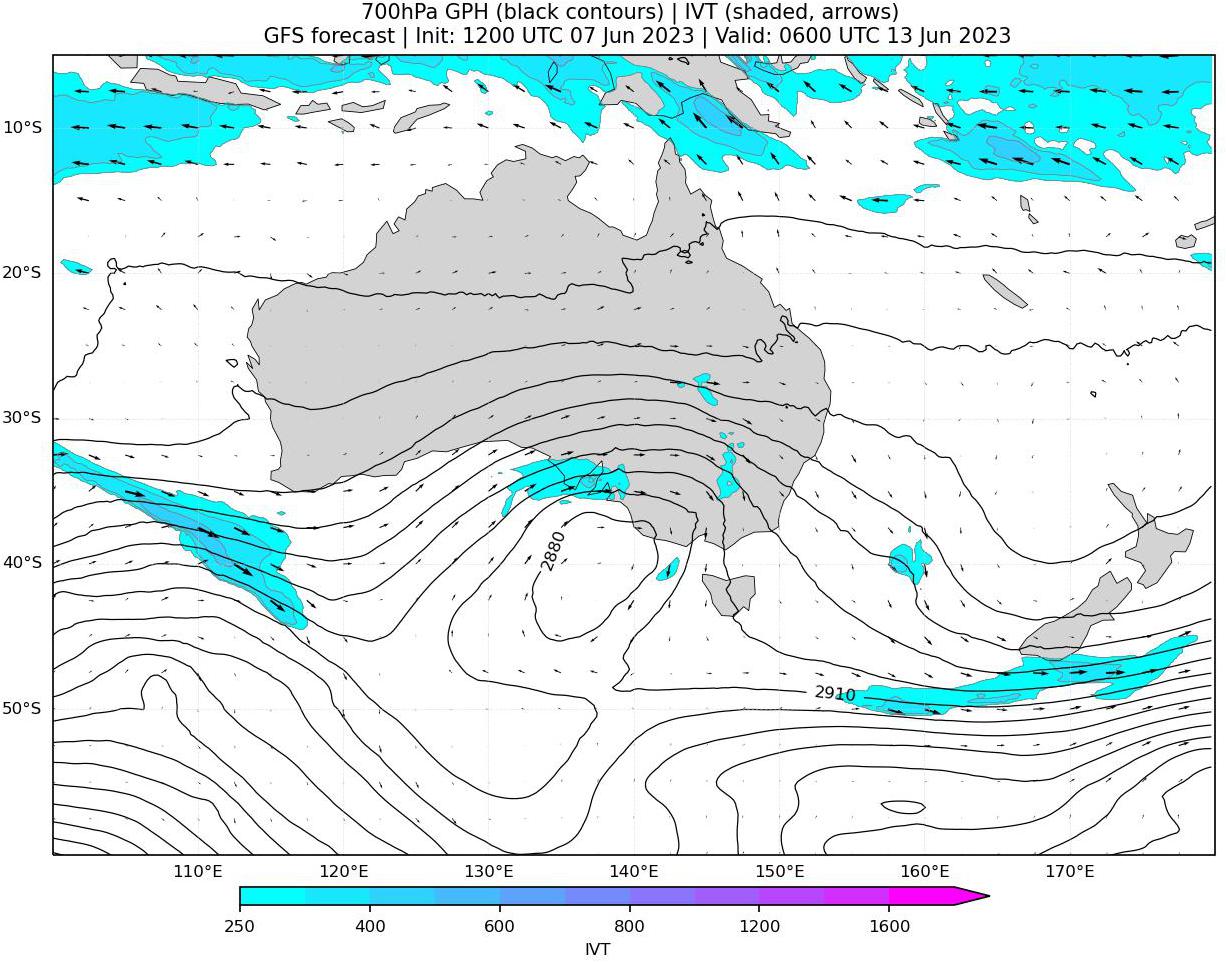 700hPa GPH (black contours) | IVT (shaded, arrows)
GFS forecast | Init: 1200 UTC 07 Jun 2023 | Valid: 0600 UTC 13 Jun 2023
10°S
20°S
30°S
40°S
50°S
2880
2910
110°E 120°E 130°E 140°E 150°E 160°E 170°E
250 400 600 800 1200 1600
IVT